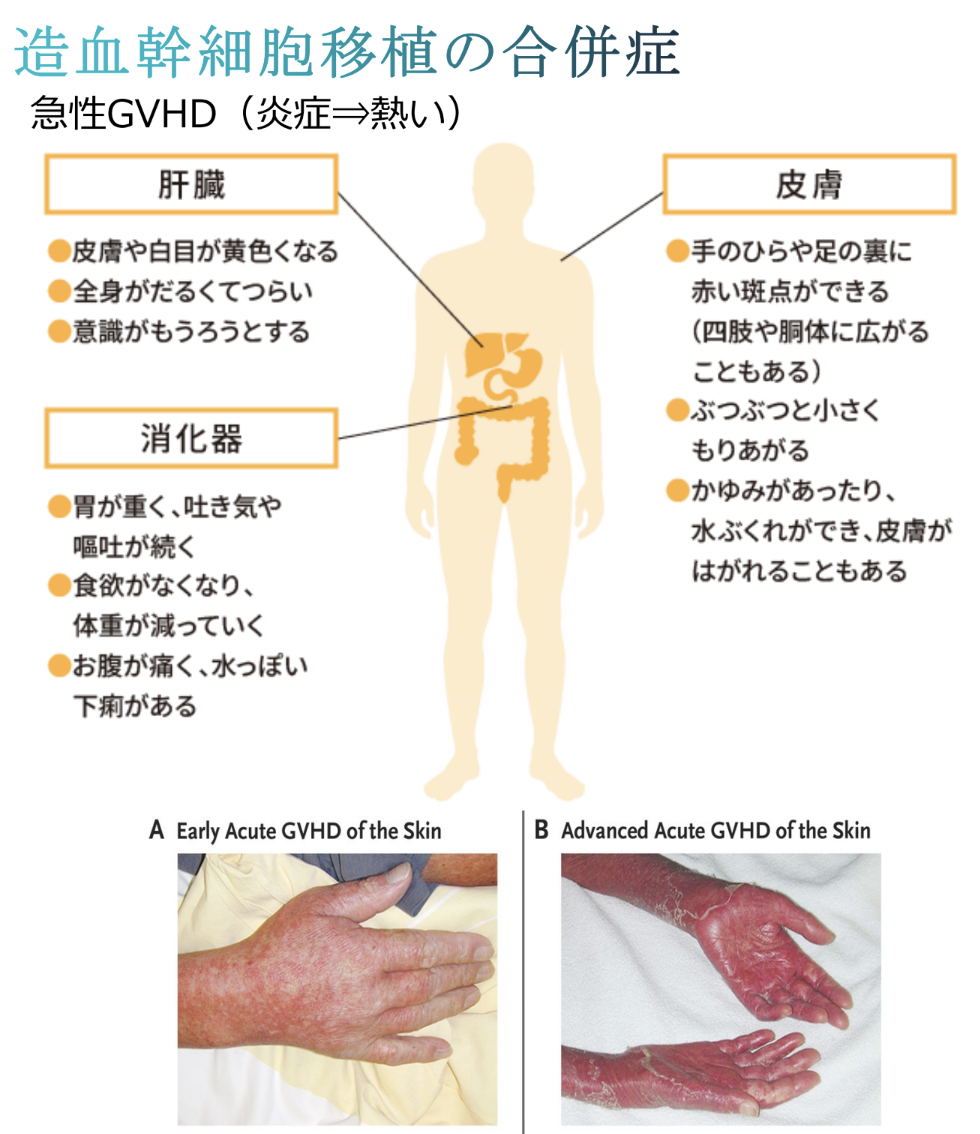 造血幹細胞移植の合併症
急性GVHD（炎症⇒熱い）
肝臓
●皮膚や白目が黄色くなる
●全身がだるくてつらい
●意識がもうろうとする
消化器
●胃が重く、吐き気や
嘔吐が続く
●食欲がなくなり、
体重が減っていく
●お腹が痛く、水っぽい
下痢がある
皮膚
●手のひらや足の裏に
赤い斑点ができる
（四肢や胴体に広がる
こともある）
●ぶつぶつと小さく
もりあがる
●かゆみがあったり、
水ぶくれができ、皮膚が
はがれることもある
A Early Acute GVHD of the Skin
B Advanced Acute GVHD of the Skin